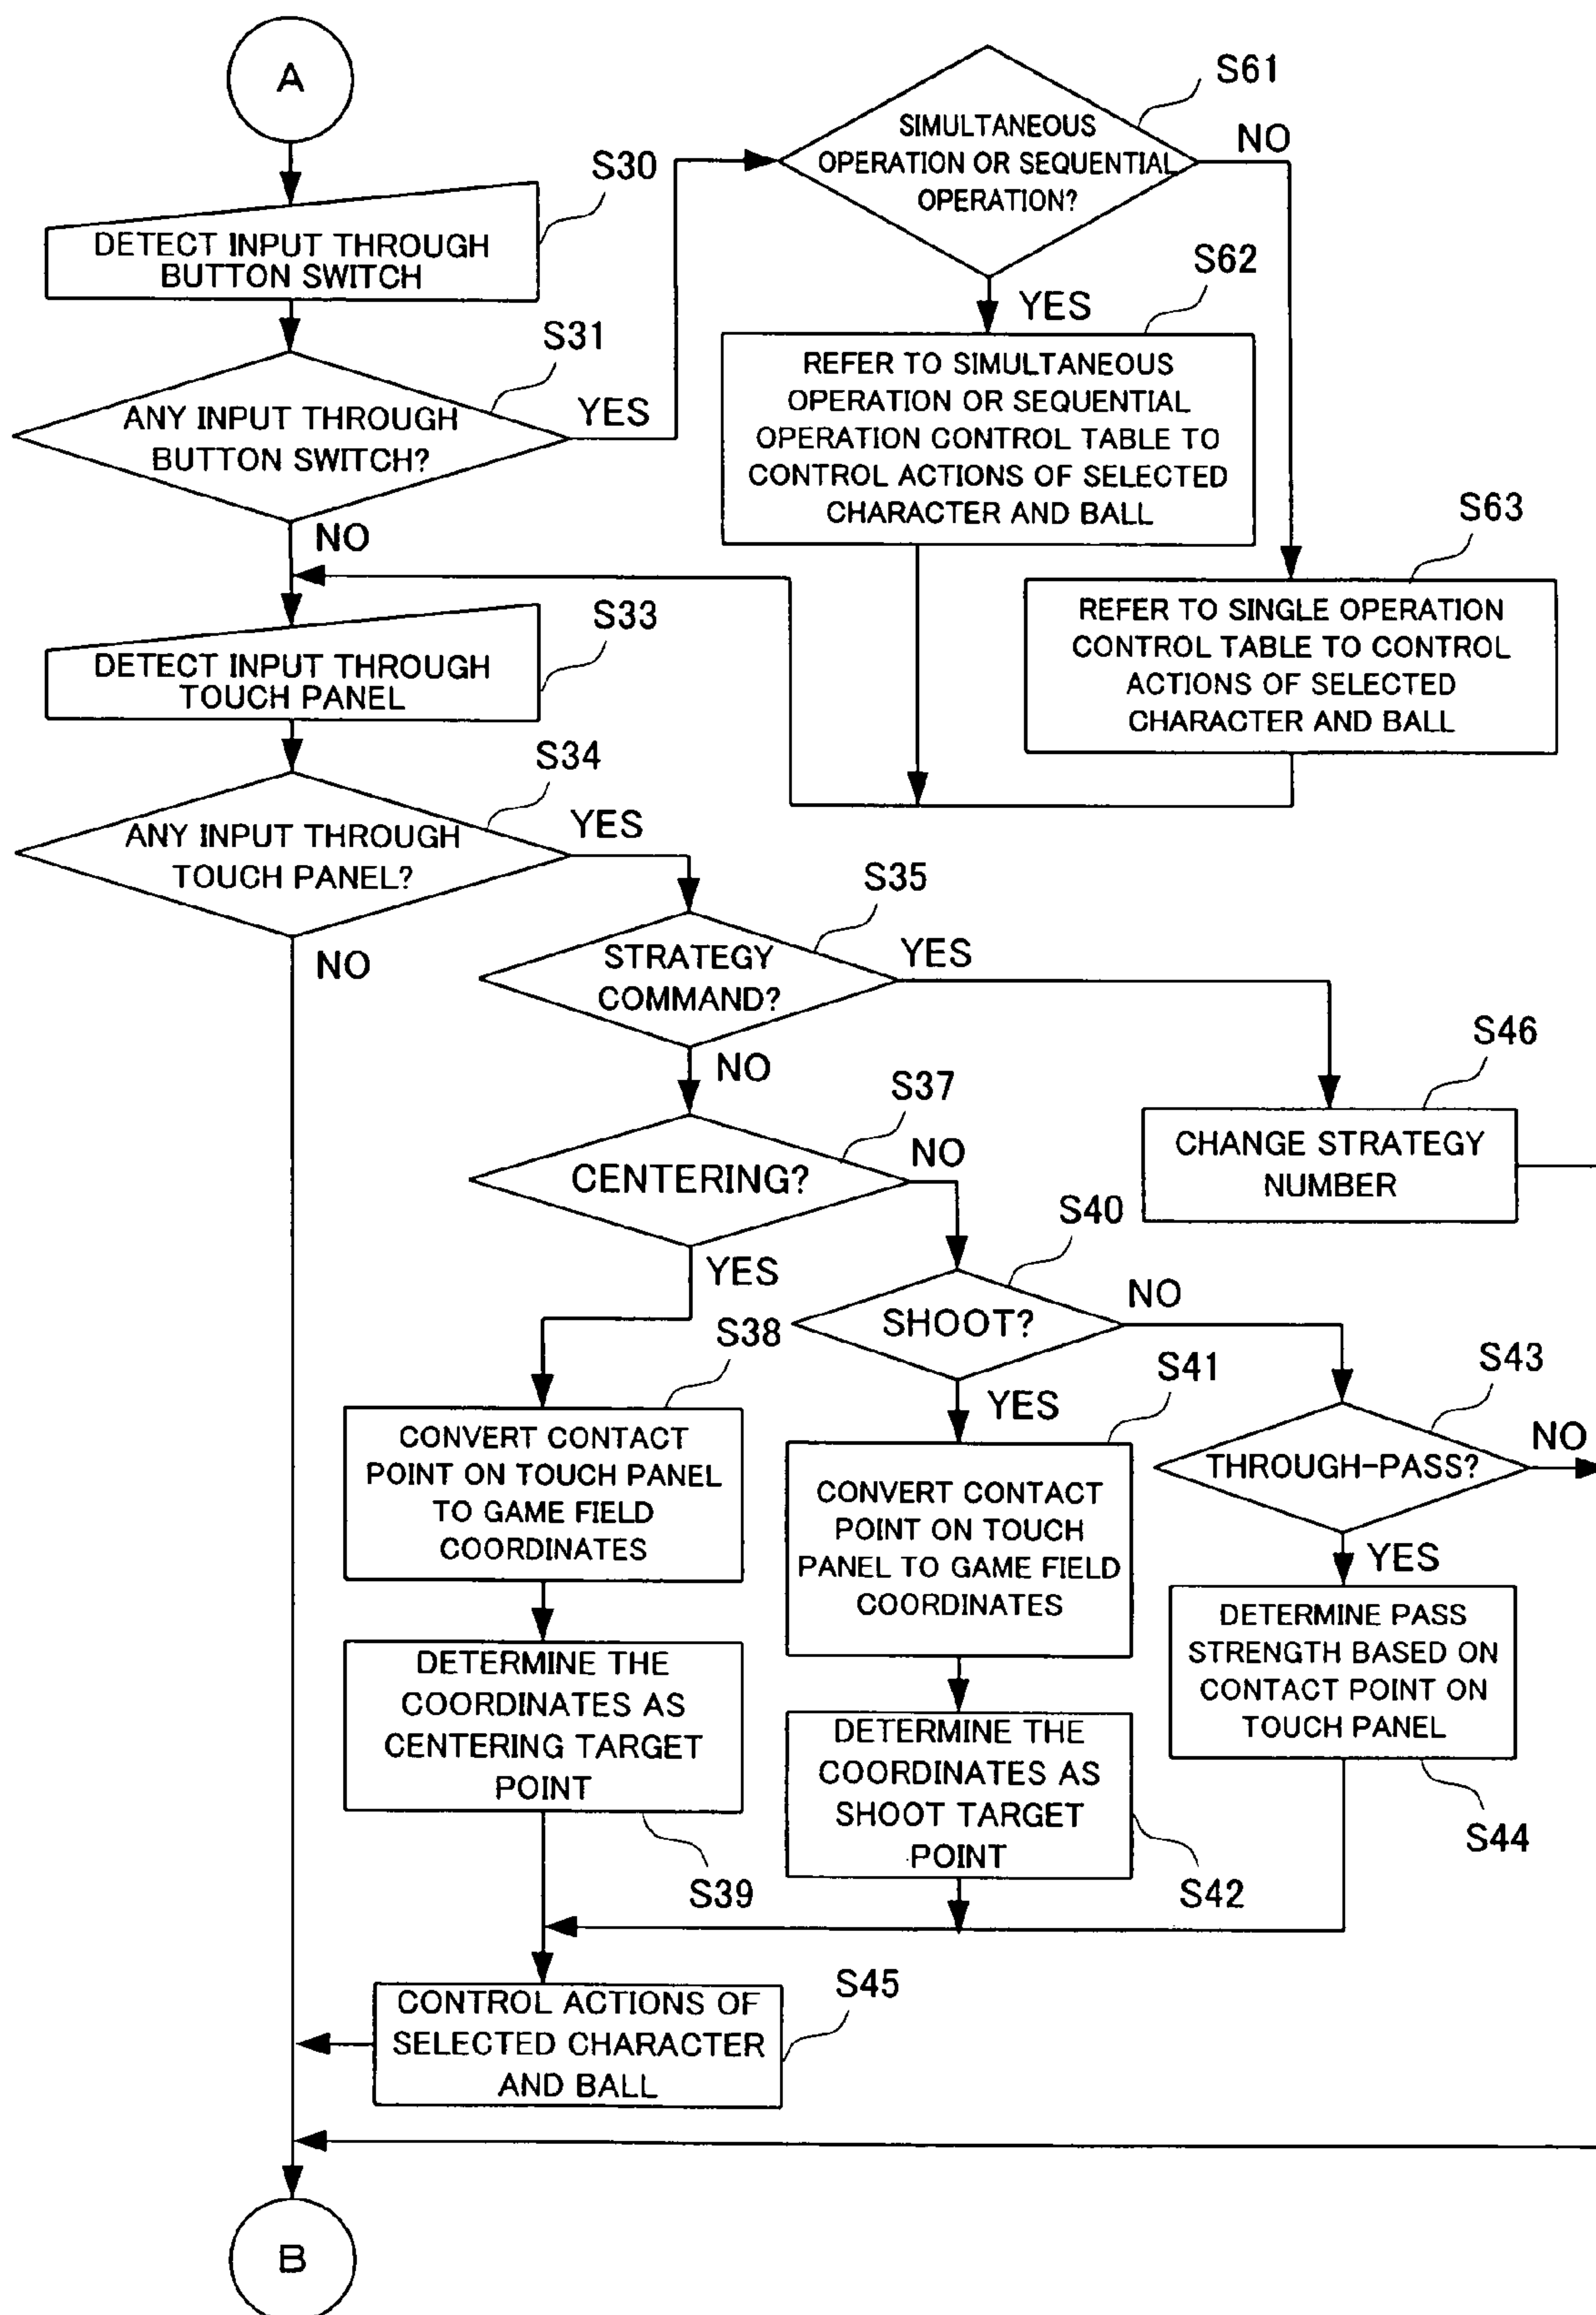 A
S30
DETECT INPUT THROUGH
BUTTON SWITCH
S31
ANY INPUT THROUGH
BUTTON SWITCH?
YES
NO
S61
SIMULTANEOUS
OPERATION OR SEQUENTIAL
OPERATION?
NO
YES
S62
REFER TO SIMULTANEOUS
OPERATION OR SEQUENTIAL
OPERATION CONTROL TABLE TO
CONTROL ACTIONS OF SELECTED
CHARACTER AND BALL
S63
REFER TO SINGLE OPERATION
CONTROL TABLE TO CONTROL
ACTIONS OF SELECTED
CHARACTER AND BALL
S33
DETECT INPUT THROUGH
TOUCH PANEL
S34
ANY INPUT THROUGH
TOUCH PANEL?
YES
NO
S35
STRATEGY
COMMAND?
YES
NO
S46
CHANGE STRATEGY
NUMBER
S37
CENTERING?
NO
YES
S40
SHOOT?
NO
YES
S38
CONVERT CONTACT
POINT ON TOUCH PANEL
TO GAME FIELD
COORDINATES
S41
CONVERT CONTACT
POINT ON TOUCH
PANEL TO GAME FIELD
COORDINATES
S43
THROUGH-PASS?
NO
YES
DETERMINE PASS
STRENGTH BASED ON
CONTACT POINT ON
TOUCH PANEL
S44
DETERMINE THE
COORDINATES AS
CENTERING TARGET
POINT
S39
DETERMINE THE
COORDINATES AS
SHOOT TARGET
POINT
S42
S45
CONTROL ACTIONS OF
SELECTED CHARACTER
AND BALL
B